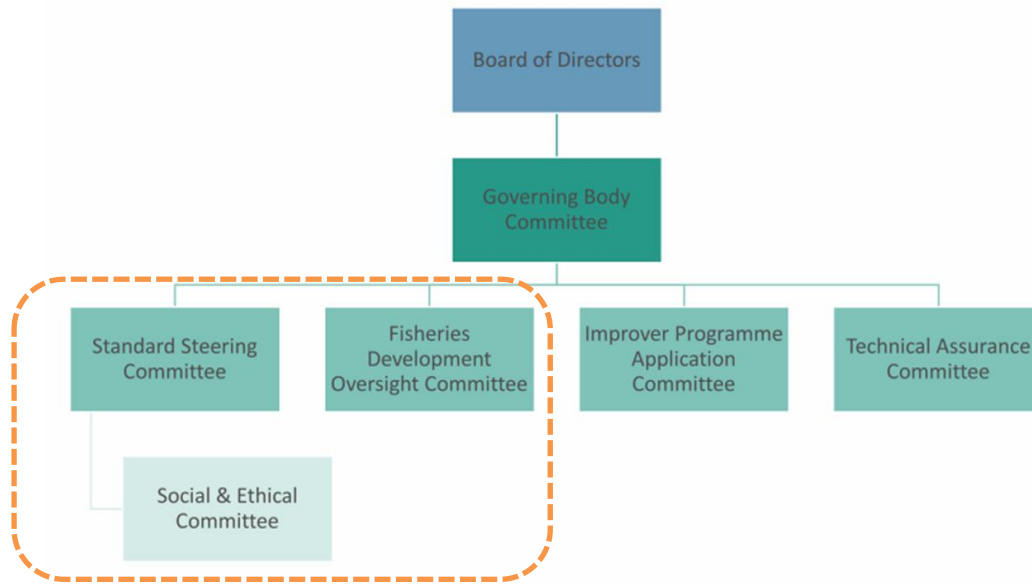 Board of Directors
Governing Body
Committee
Standard Steering
Committee
Fisheries
Development
Oversight Committee
Improver Programme
Application
Committee
Technical Assurance
Committee
Social & Ethical
Committee